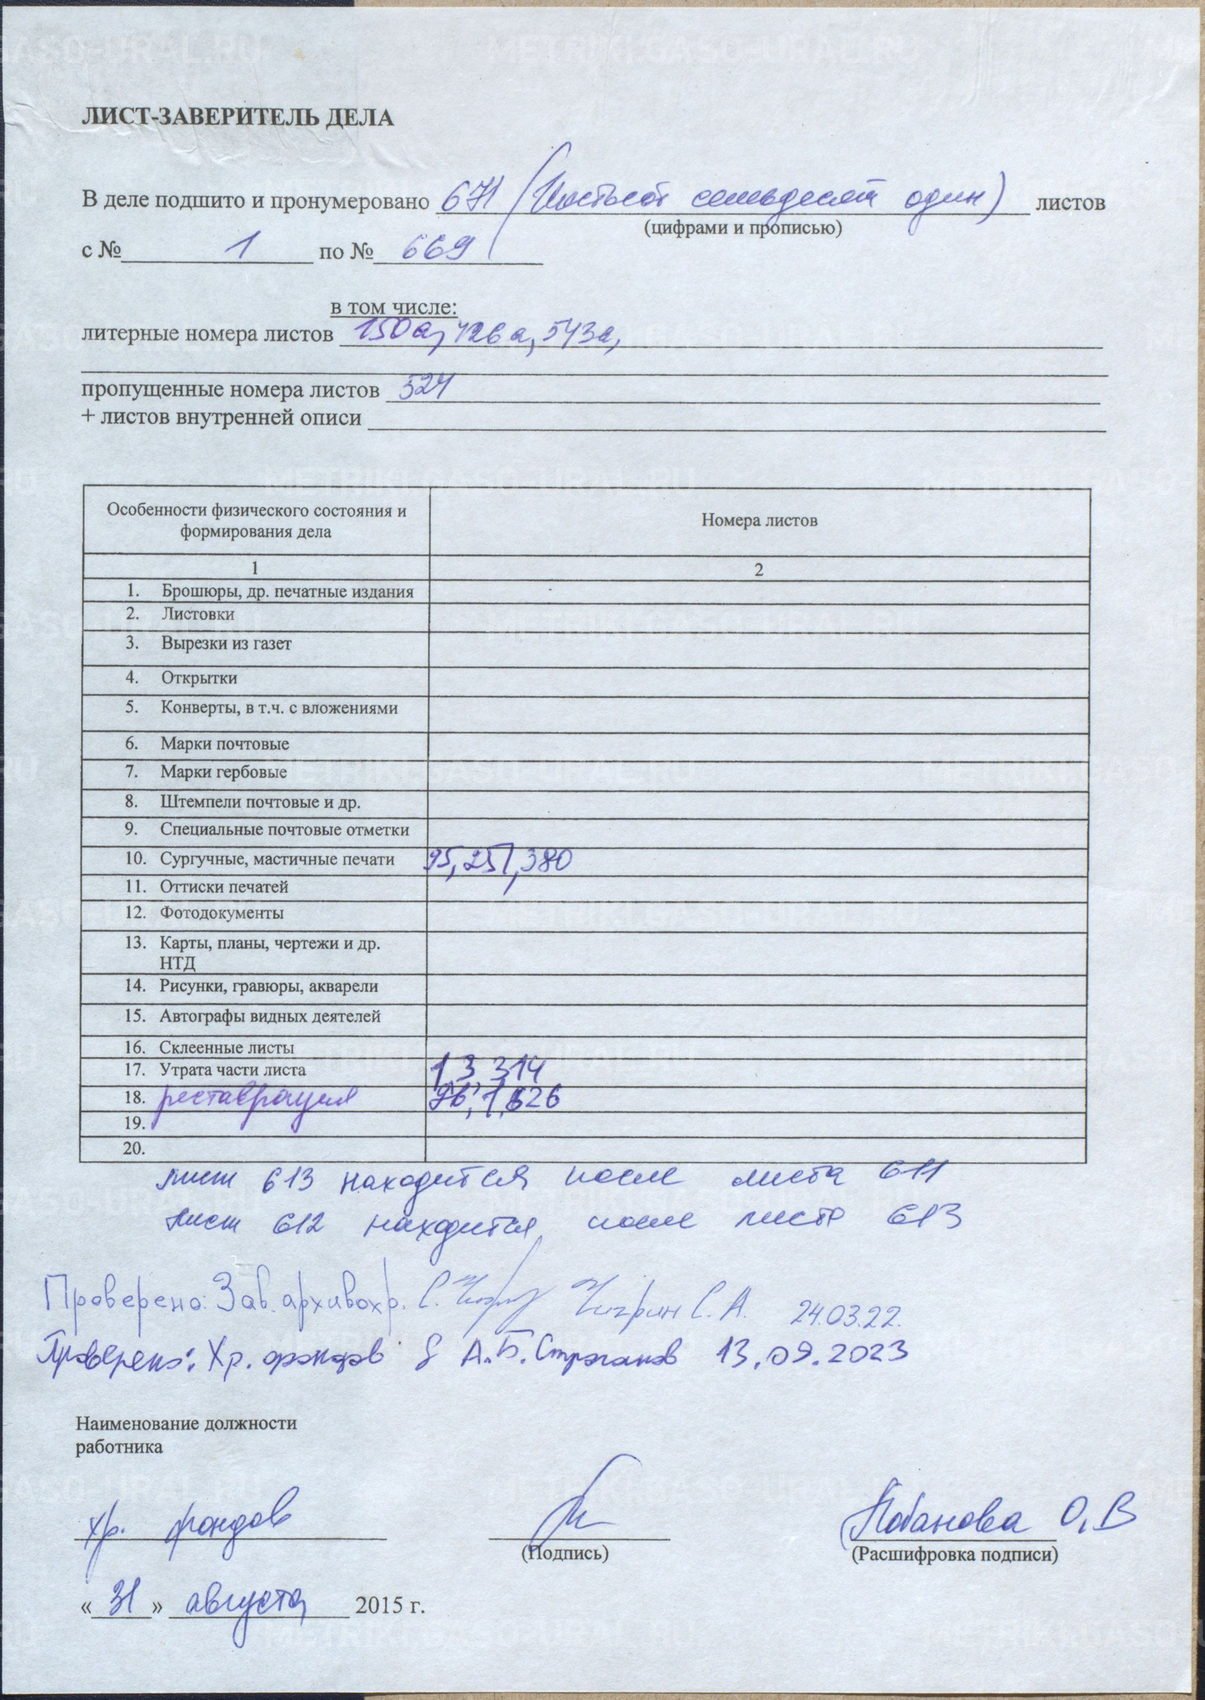 ЛИСТ-ЗАВЕРИТЕЛЬ ДЕЛА
В деле подшито и пронумеровано 671 (Шестьсот семьдесят один) листов
(цифрами и прописью)
с № 1 по № 669
в том числе:
литерные номера листов 150а, 426а, 543а,
пропущенные номера листов 524
+ листов внутренней описи
Особенности физического состояния и формирования дела
Номера листов
1
2
1. Брошюры, др. печатные издания
2. Листовки
3. Вырезки из газет
4. Открытки
5. Конверты, в т.ч. с вложениями
6. Марки почтовые
7. Марки гербовые
8. Штемпели почтовые и др.
9. Специальные почтовые отметки
10. Сургучные, мастичные печати 95, 251, 380
11. Оттиски печатей
12. Фотодокументы
13. Карты, планы, чертежи и др.
НТД
14. Рисунки, гравюры, акварели
15. Автографы видных деятелей
16. Склеенные листы
17. Утрата части листа 1, 3, 314
18. реставрация
19.
20.
лист 613 находится после листа 611
лист 612 находится после листа 613
Проверено: Зав. архивохр. Чигрин С.А. 24.03.22.
Проверено: Хр. фондов А.Б. Строганов 13.09.2023
Наименование должности
работника
хр. фондов
(Подпись)
Лобанова О.В
(Расшифровка подписи)
«31» августа 2015 г.